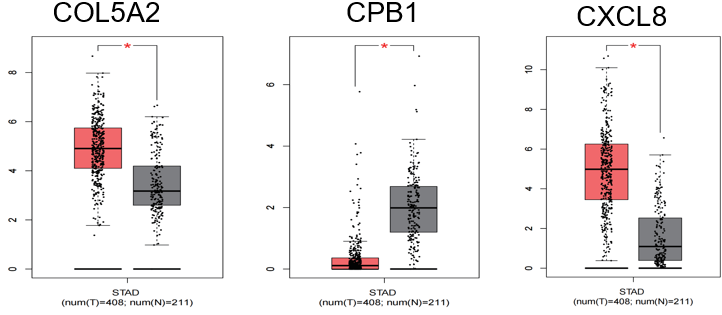 COL5A2
CPB1
CXCL8
*
*
*
8
6
4
2
0
6
4
2
0
10
8
6
4
2
0
STAD
(num(T)=408; num(N)=211)
STAD
(num(T)=408; num(N)=211)
STAD
(num(T)=408; num(N)=211)